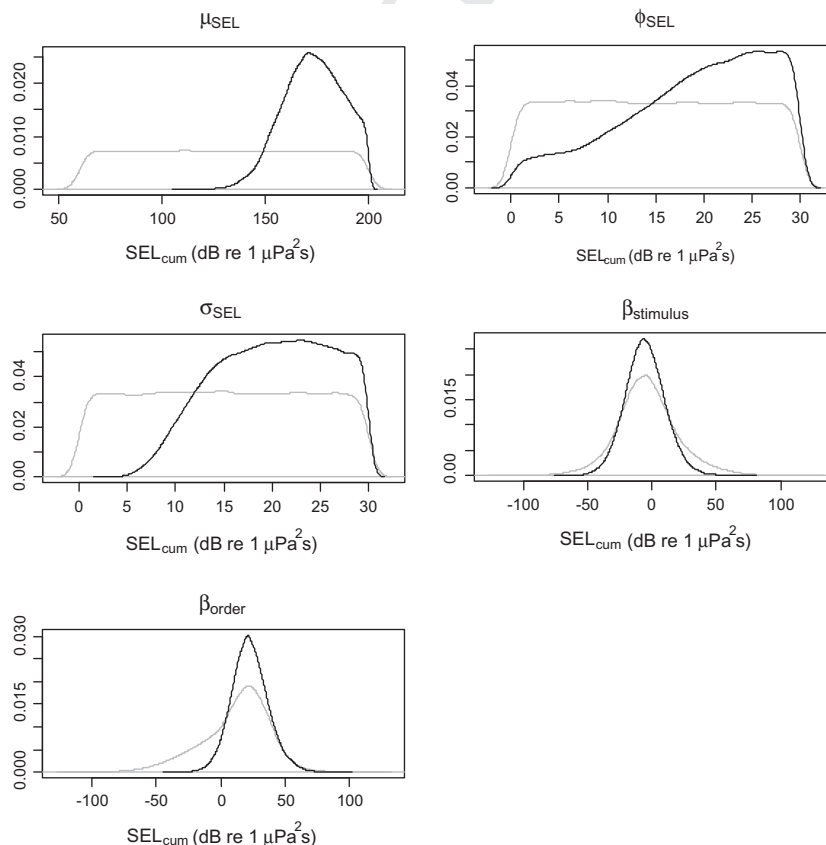 μSEL
0.000 0.010 0.020
50 100 150 200
SELcum (dB re 1 μPa²s)
ϕSEL
0.00 0.02 0.04
0 5 10 15 20 25 30
SELcum (dB re 1 μPa²s)
σSEL
0.00 0.02 0.04
0 5 10 15 20 25 30
SELcum (dB re 1 μPa²s)
βstimulus
0.000 0.015
-100 -50 0 50 100
SELcum (dB re 1 μPa²s)
βorder
0.000 0.015 0.030
-100 -50 0 50 100
SELcum (dB re 1 μPa²s)